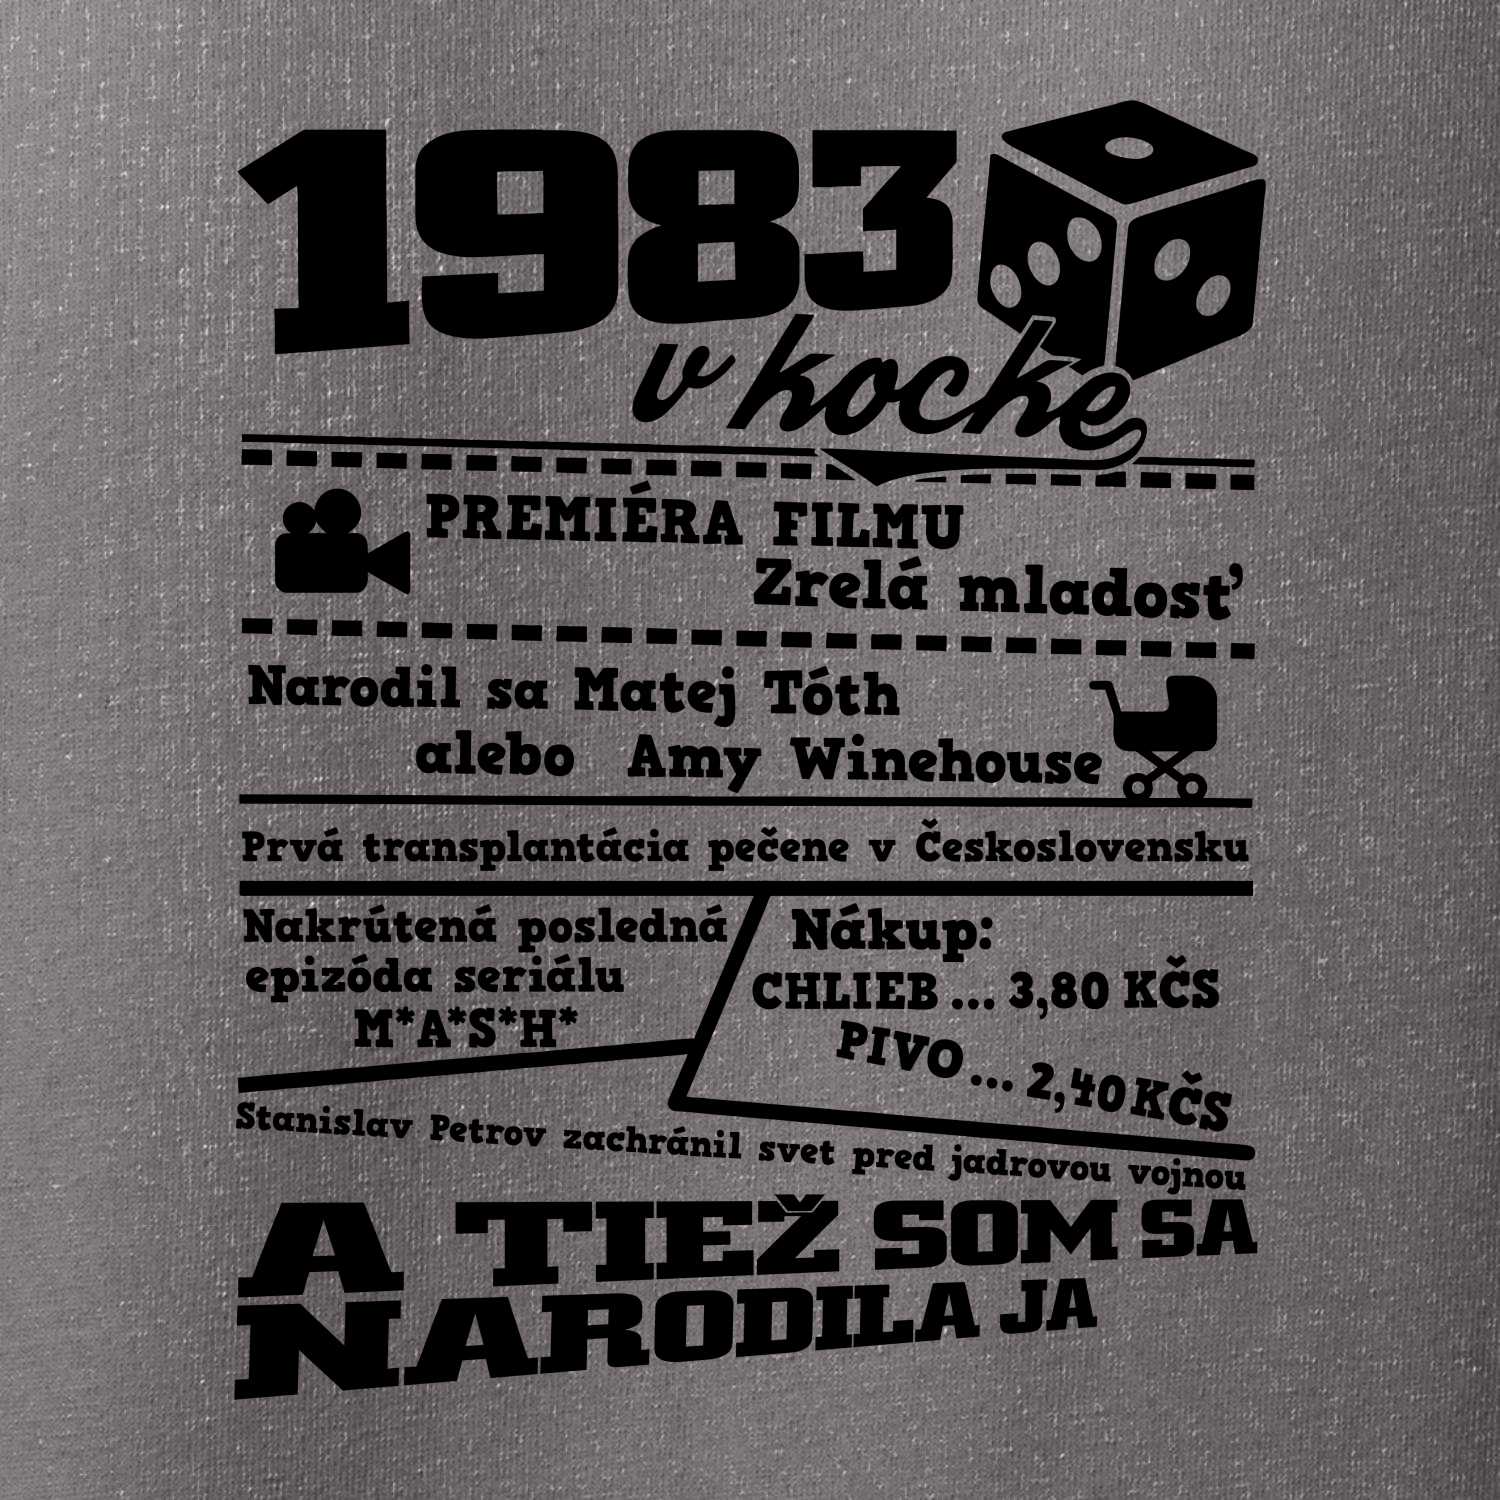 1983
v kocke
PREMIÉRA FILMU
Zrelá mladosť
Narodil sa Matej Tóth
alebo Amy Winehouse
Prvá transplantácia pečene v Československu
Nakrútená posledná
epizóda seriálu
M*A*S*H*
Nákup:
CHLIEB ... 3,80 KČS
PIVO ... 2,40 KČS
Stanislav Petrov zachránil svet pred jadrovou vojnou
A TIEŽ SOM SA
NARODILA JA